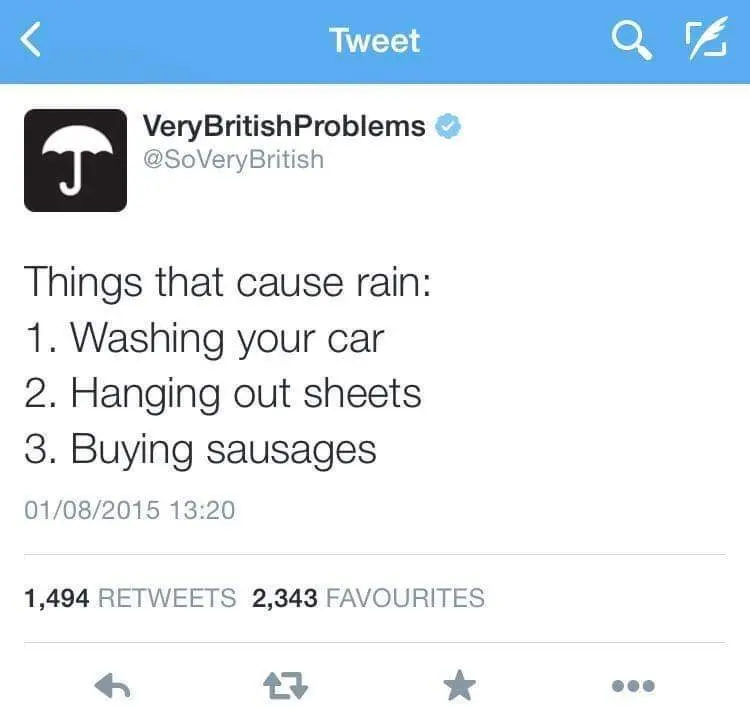 Tweet
VeryBritishProblems
@SoVeryBritish
Things that cause rain:
1. Washing your car
2. Hanging out sheets
3. Buying sausages
01/08/2015 13:20
1,494 RETWEETS 2,343 FAVOURITES